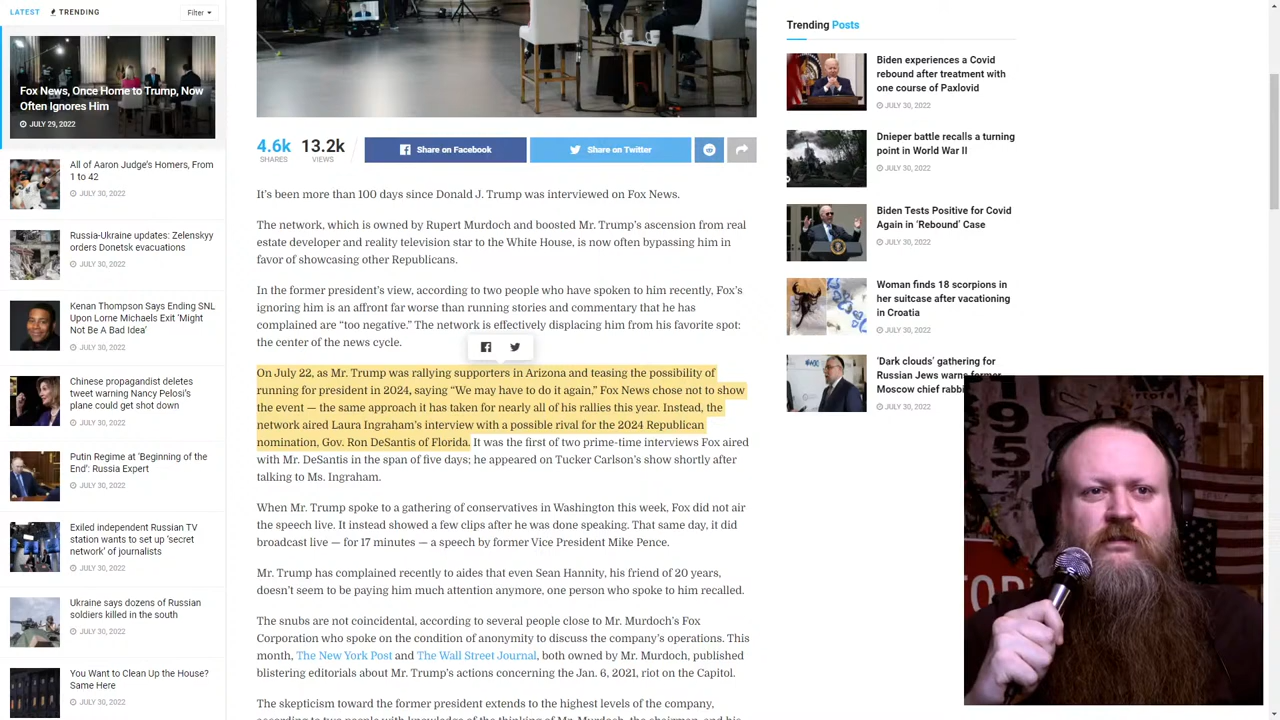 LATEST
TRENDING
Filter
Fox News, Once Home to Trump, Now
Often Ignores Him
JULY 29, 2022
All of Aaron Judge's Homers, From
1 to 42
JULY 30, 2022
Russia-Ukraine updates: Zelenskyy
orders Donetsk evacuations
JULY 30, 2022
Kenan Thompson Says Ending SNL
Upon Lorne Michaels Exit 'Might
Not Be A Bad Idea'
JULY 30, 2022
Chinese propagandist deletes
tweet warning Nancy Pelosi's
plane could get shot down
JULY 30, 2022
Putin Regime at 'Beginning of the
End': Russia Expert
JULY 30, 2022
Exiled independent Russian TV
station wants to set up 'secret
network' of journalists
JULY 30, 2022
Ukraine says dozens of Russian
soldiers killed in the south
JULY 30, 2022
You Want to Clean Up the House?
Same Here
JULY 30, 2022
4.6k
SHARES
13.2k
VIEWS
Share on Facebook
Share on Twitter
It's been more than 100 days since Donald J. Trump was interviewed on Fox News.
The network, which is owned by Rupert Murdoch and boosted Mr. Trump's ascension from real
estate developer and reality television star to the White House, is now often bypassing him in
favor of showcasing other Republicans.
In the former president's view, according to two people who have spoken to him recently, Fox's
ignoring him is an affront far worse than running stories and commentary that he has
complained are "too negative." The network is effectively displacing him from his favorite spot:
the center of the news cycle.
On July 22, as Mr. Trump was rallying supporters in Arizona and teasing the possibility of
running for president in 2024, saying "We may have to do it again," Fox News chose not to show
the event — the same approach it has taken for nearly all of his rallies this year. Instead, the
network aired Laura Ingraham's interview with a possible rival for the 2024 Republican
nomination, Gov. Ron DeSantis of Florida. It was the first of two prime-time interviews Fox aired
with Mr. DeSantis in the span of five days; he appeared on Tucker Carlson's show shortly after
talking to Ms. Ingraham.
When Mr. Trump spoke to a gathering of conservatives in Washington this week, Fox did not air
the speech live. It instead showed a few clips after he was done speaking. That same day, it did
broadcast live — for 17 minutes — a speech by former Vice President Mike Pence.
Mr. Trump has complained recently to aides that even Sean Hannity, his friend of 20 years,
doesn't seem to be paying him much attention anymore, one person who spoke to him recalled.
The snubs are not coincidental, according to several people close to Mr. Murdoch's Fox
Corporation who spoke on the condition of anonymity to discuss the company's operations. This
month, The New York Post and The Wall Street Journal, both owned by Mr. Murdoch, published
blistering editorials about Mr. Trump's actions concerning the Jan. 6, 2021, riot on the Capitol.
The skepticism toward the former president extends to the highest levels of the company,
Trending Posts
Biden experiences a Covid
rebound after treatment with
one course of Paxlovid
JULY 30, 2022
Dnieper battle recalls a turning
point in World War II
JULY 30, 2022
Biden Tests Positive for Covid
Again in 'Rebound' Case
JULY 30, 2022
Woman finds 18 scorpions in
her suitcase after vacationing
in Croatia
JULY 30, 2022
'Dark clouds' gathering for
Russian Jews warns former
Moscow chief rabbi
JULY 30, 2022